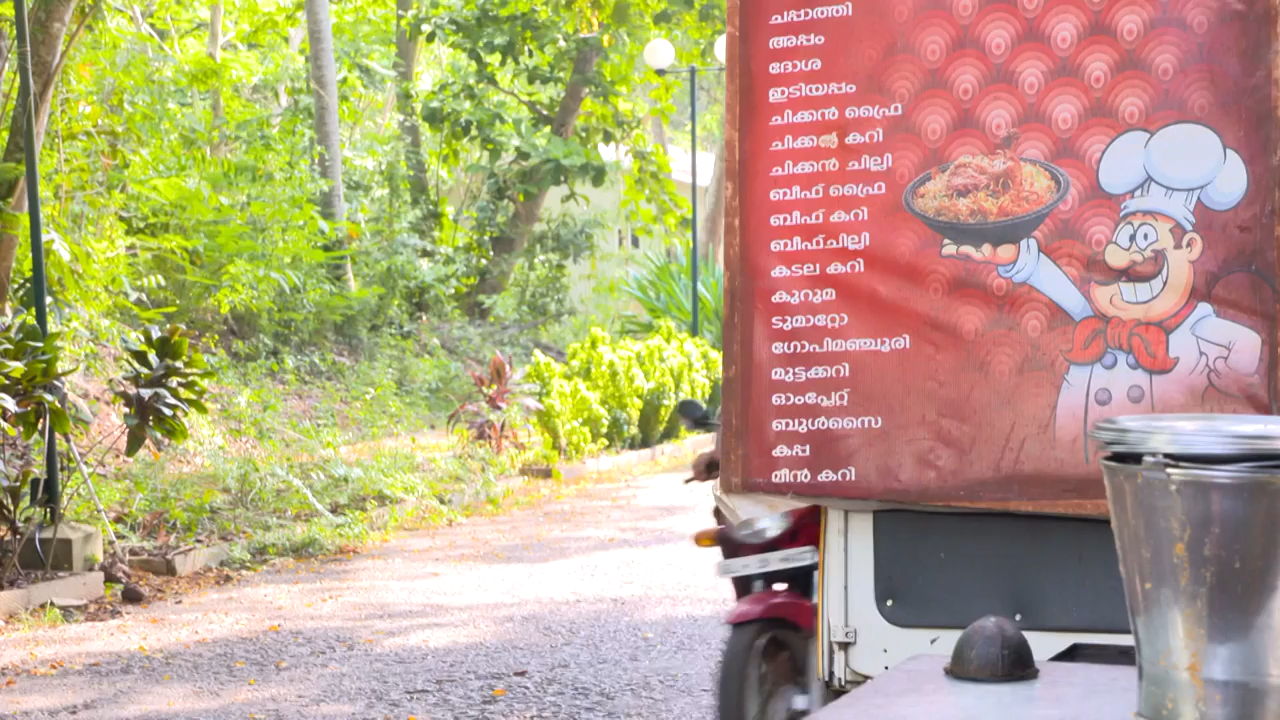 ചപ്പാത്തി
അപ്പം
ദോശ
ഇടിയപ്പം
ചിക്കൻ ഫ്രൈ
ചിക്കൻ കറി
ചിക്കൻ ചില്ലി
ബീഫ് ഫ്രൈ
ബീഫ് കറി
ബീഫ്ചില്ലി
കടല കറി
കുറുമ
ടുമാറ്റോ
ഗോപിമഞ്ചൂരി
മുട്ടക്കറി
ഓംപ്ലേറ്റ്
ബുൾസൈ
കപ്പ
മീൻ കറി